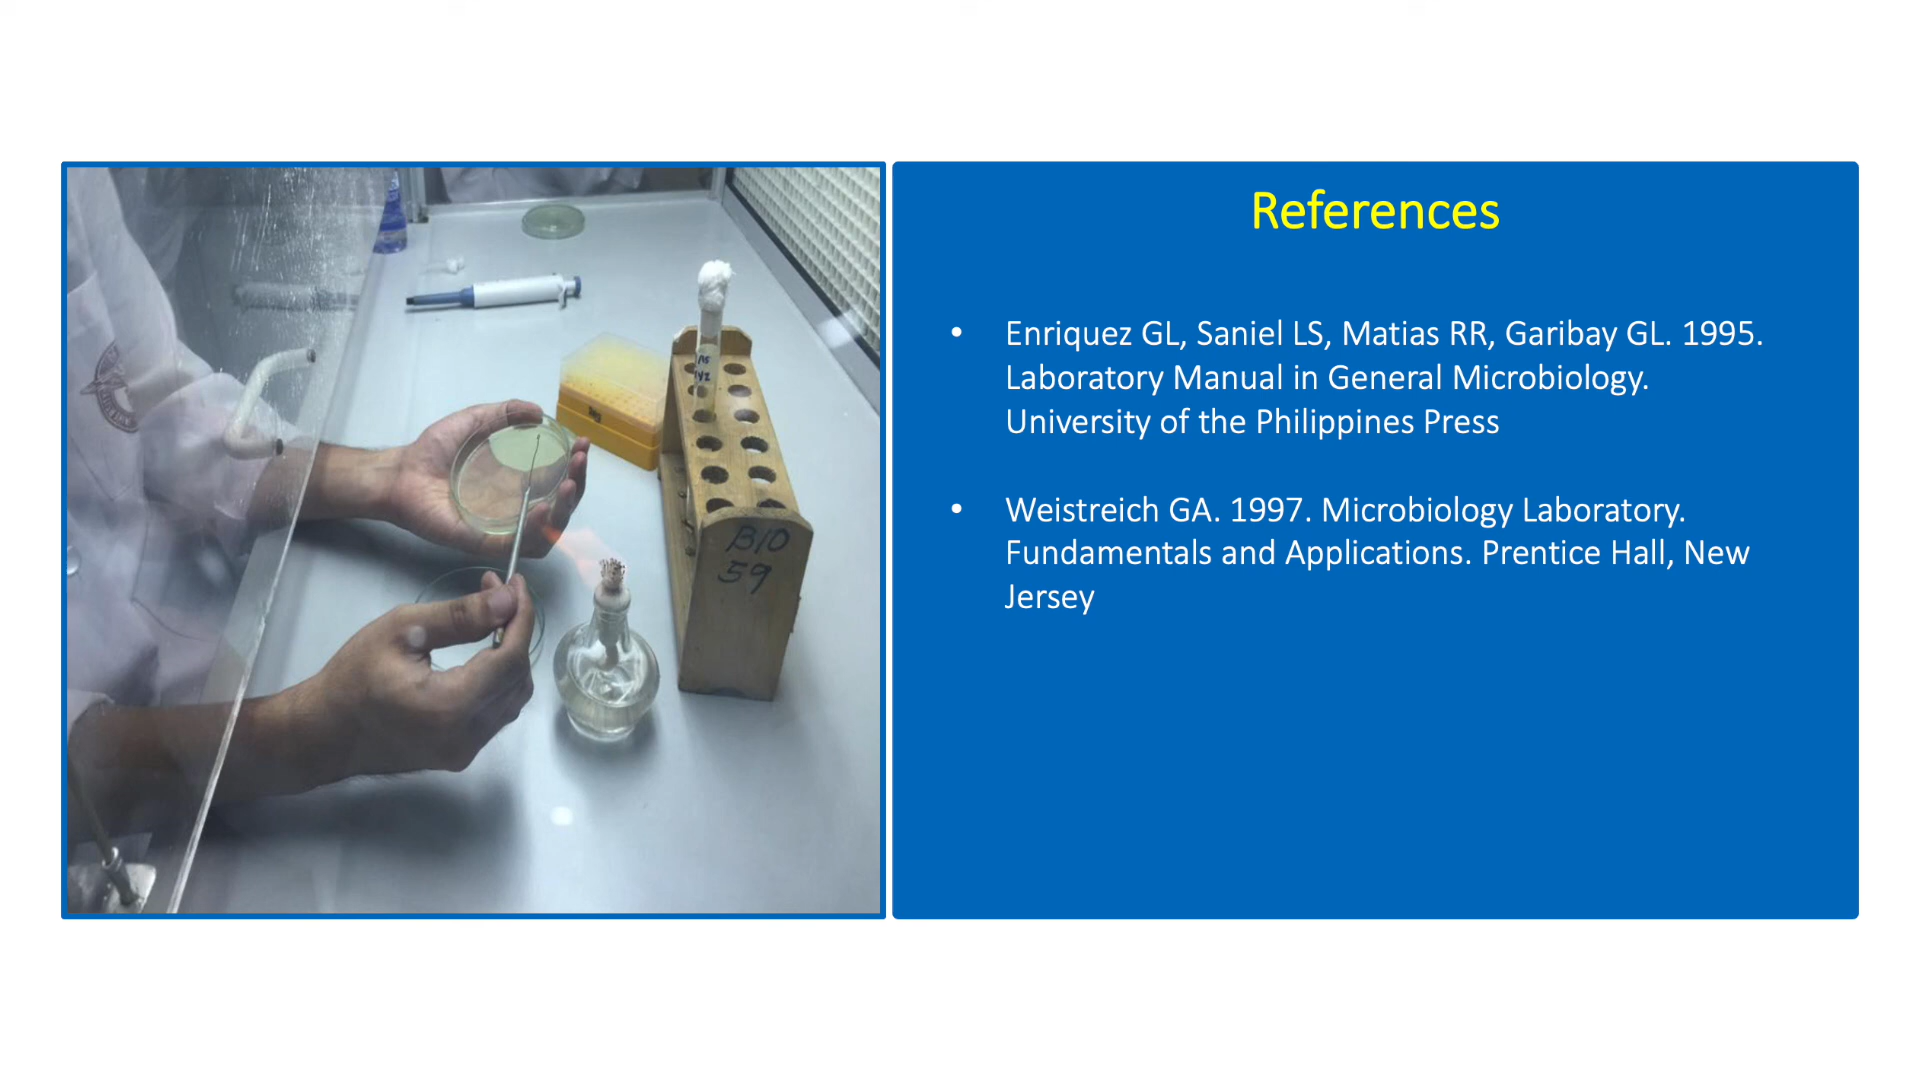 References
• Enriquez GL, Saniel LS, Matias RR, Garibay GL. 1995.
Laboratory Manual in General Microbiology.
University of the Philippines Press
• Weistreich GA. 1997. Microbiology Laboratory.
Fundamentals and Applications. Prentice Hall, New
Jersey
BIO
59